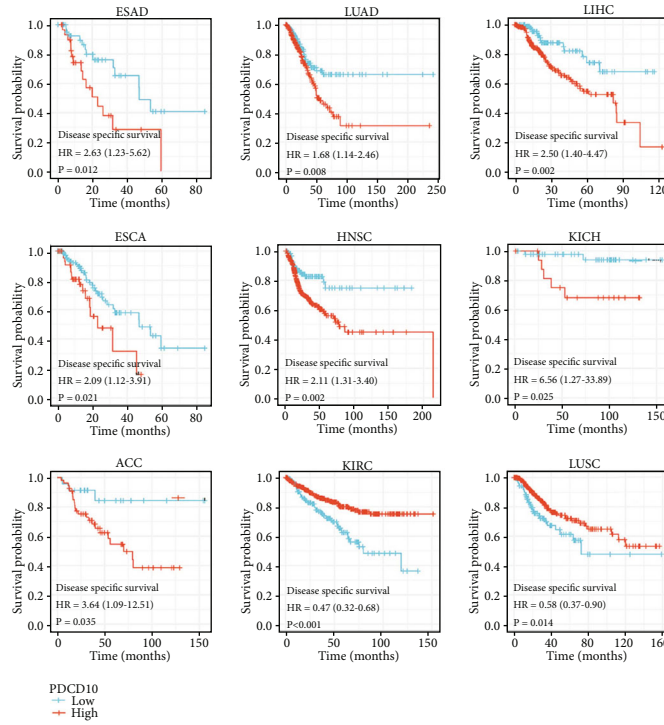 ESAD
Survival probability
1.0
0.8
0.6
0.4
0.2
0.0
Disease specific survival
HR = 2.63 (1.23-5.62)
P = 0.012
0 20 40 60 80
Time (months)
LUAD
Survival probability
1.0
0.8
0.6
0.4
0.2
0.0
Disease specific survival
HR = 1.68 (1.14-2.46)
P = 0.008
0 50 100 150 200 250
Time (months)
LIHC
Survival probability
1.0
0.8
0.6
0.4
0.2
0.0
Disease specific survival
HR = 2.50 (1.40-4.47)
P = 0.002
0 30 60 90 120
Time (months)
ESCA
Survival probability
1.0
0.8
0.6
0.4
0.2
0.0
Disease specific survival
HR = 2.09 (1.12-3.91)
P = 0.021
0 20 40 60 80
Time (months)
HNSC
Survival probability
1.0
0.8
0.6
0.4
0.2
0.0
Disease specific survival
HR = 2.11 (1.31-3.40)
P = 0.002
0 50 100 150 200
Time (months)
KICH
Survival probability
1.0
0.8
0.6
0.4
0.2
0.0
Disease specific survival
HR = 6.56 (1.27-33.89)
P = 0.025
0 50 100 150
Time (months)
ACC
Survival probability
1.0
0.8
0.6
0.4
0.2
0.0
Disease specific survival
HR = 3.64 (1.09-12.51)
P = 0.035
0 50 100 150
Time (months)
KIRC
Survival probability
1.0
0.8
0.6
0.4
0.2
0.0
Disease specific survival
HR = 0.47 (0.32-0.68)
P<0.001
0 50 100 150
Time (months)
LUSC
Survival probability
1.0
0.8
0.6
0.4
0.2
0.0
Disease specific survival
HR = 0.58 (0.37-0.90)
P = 0.014
0 40 80 120 160
Time (months)
PDCD10
Low
High